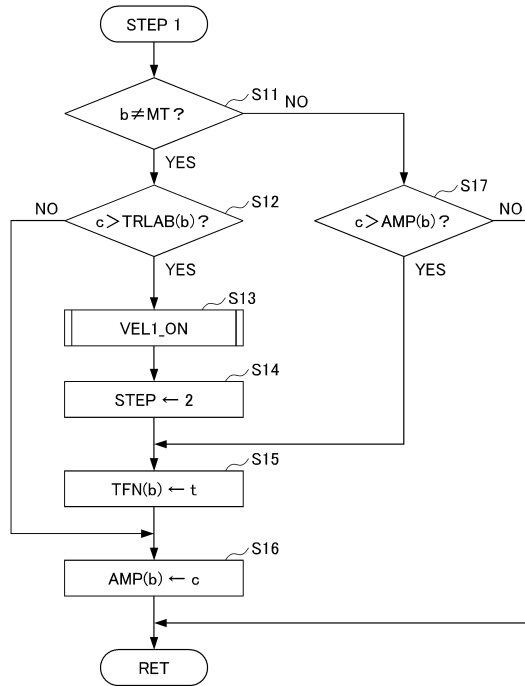 STEP 1
S11
b≠MT?
NO
YES
S12
S17
NO
c>TRLAB(b)?
c>AMP(b)?
NO
YES
YES
S13
VEL1_ON
S14
STEP ← 2
S15
TFN(b) ← t
S16
AMP(b) ← c
RET